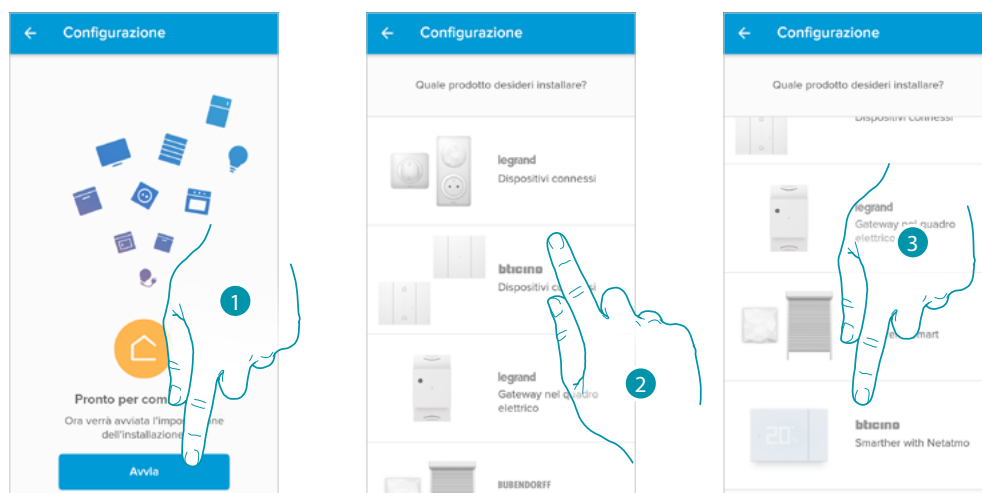 Configurazione
Pronto per com
Ora verrà avviata l'impo ne
dell'installazione
Avvia
1
Configurazione
Quale prodotto desideri installare?
legrand
Dispositivi connessi
bticino
Dispositivi c si
legrand
Gateway nel quadro
elettrico
BUBENDORFF
2
Configurazione
Quale prodotto desideri installare?
Dispositivi connessi
legrand
Gateway nel quadro
elettrico
mart
20
bticino
Smarther with Netatmo
3